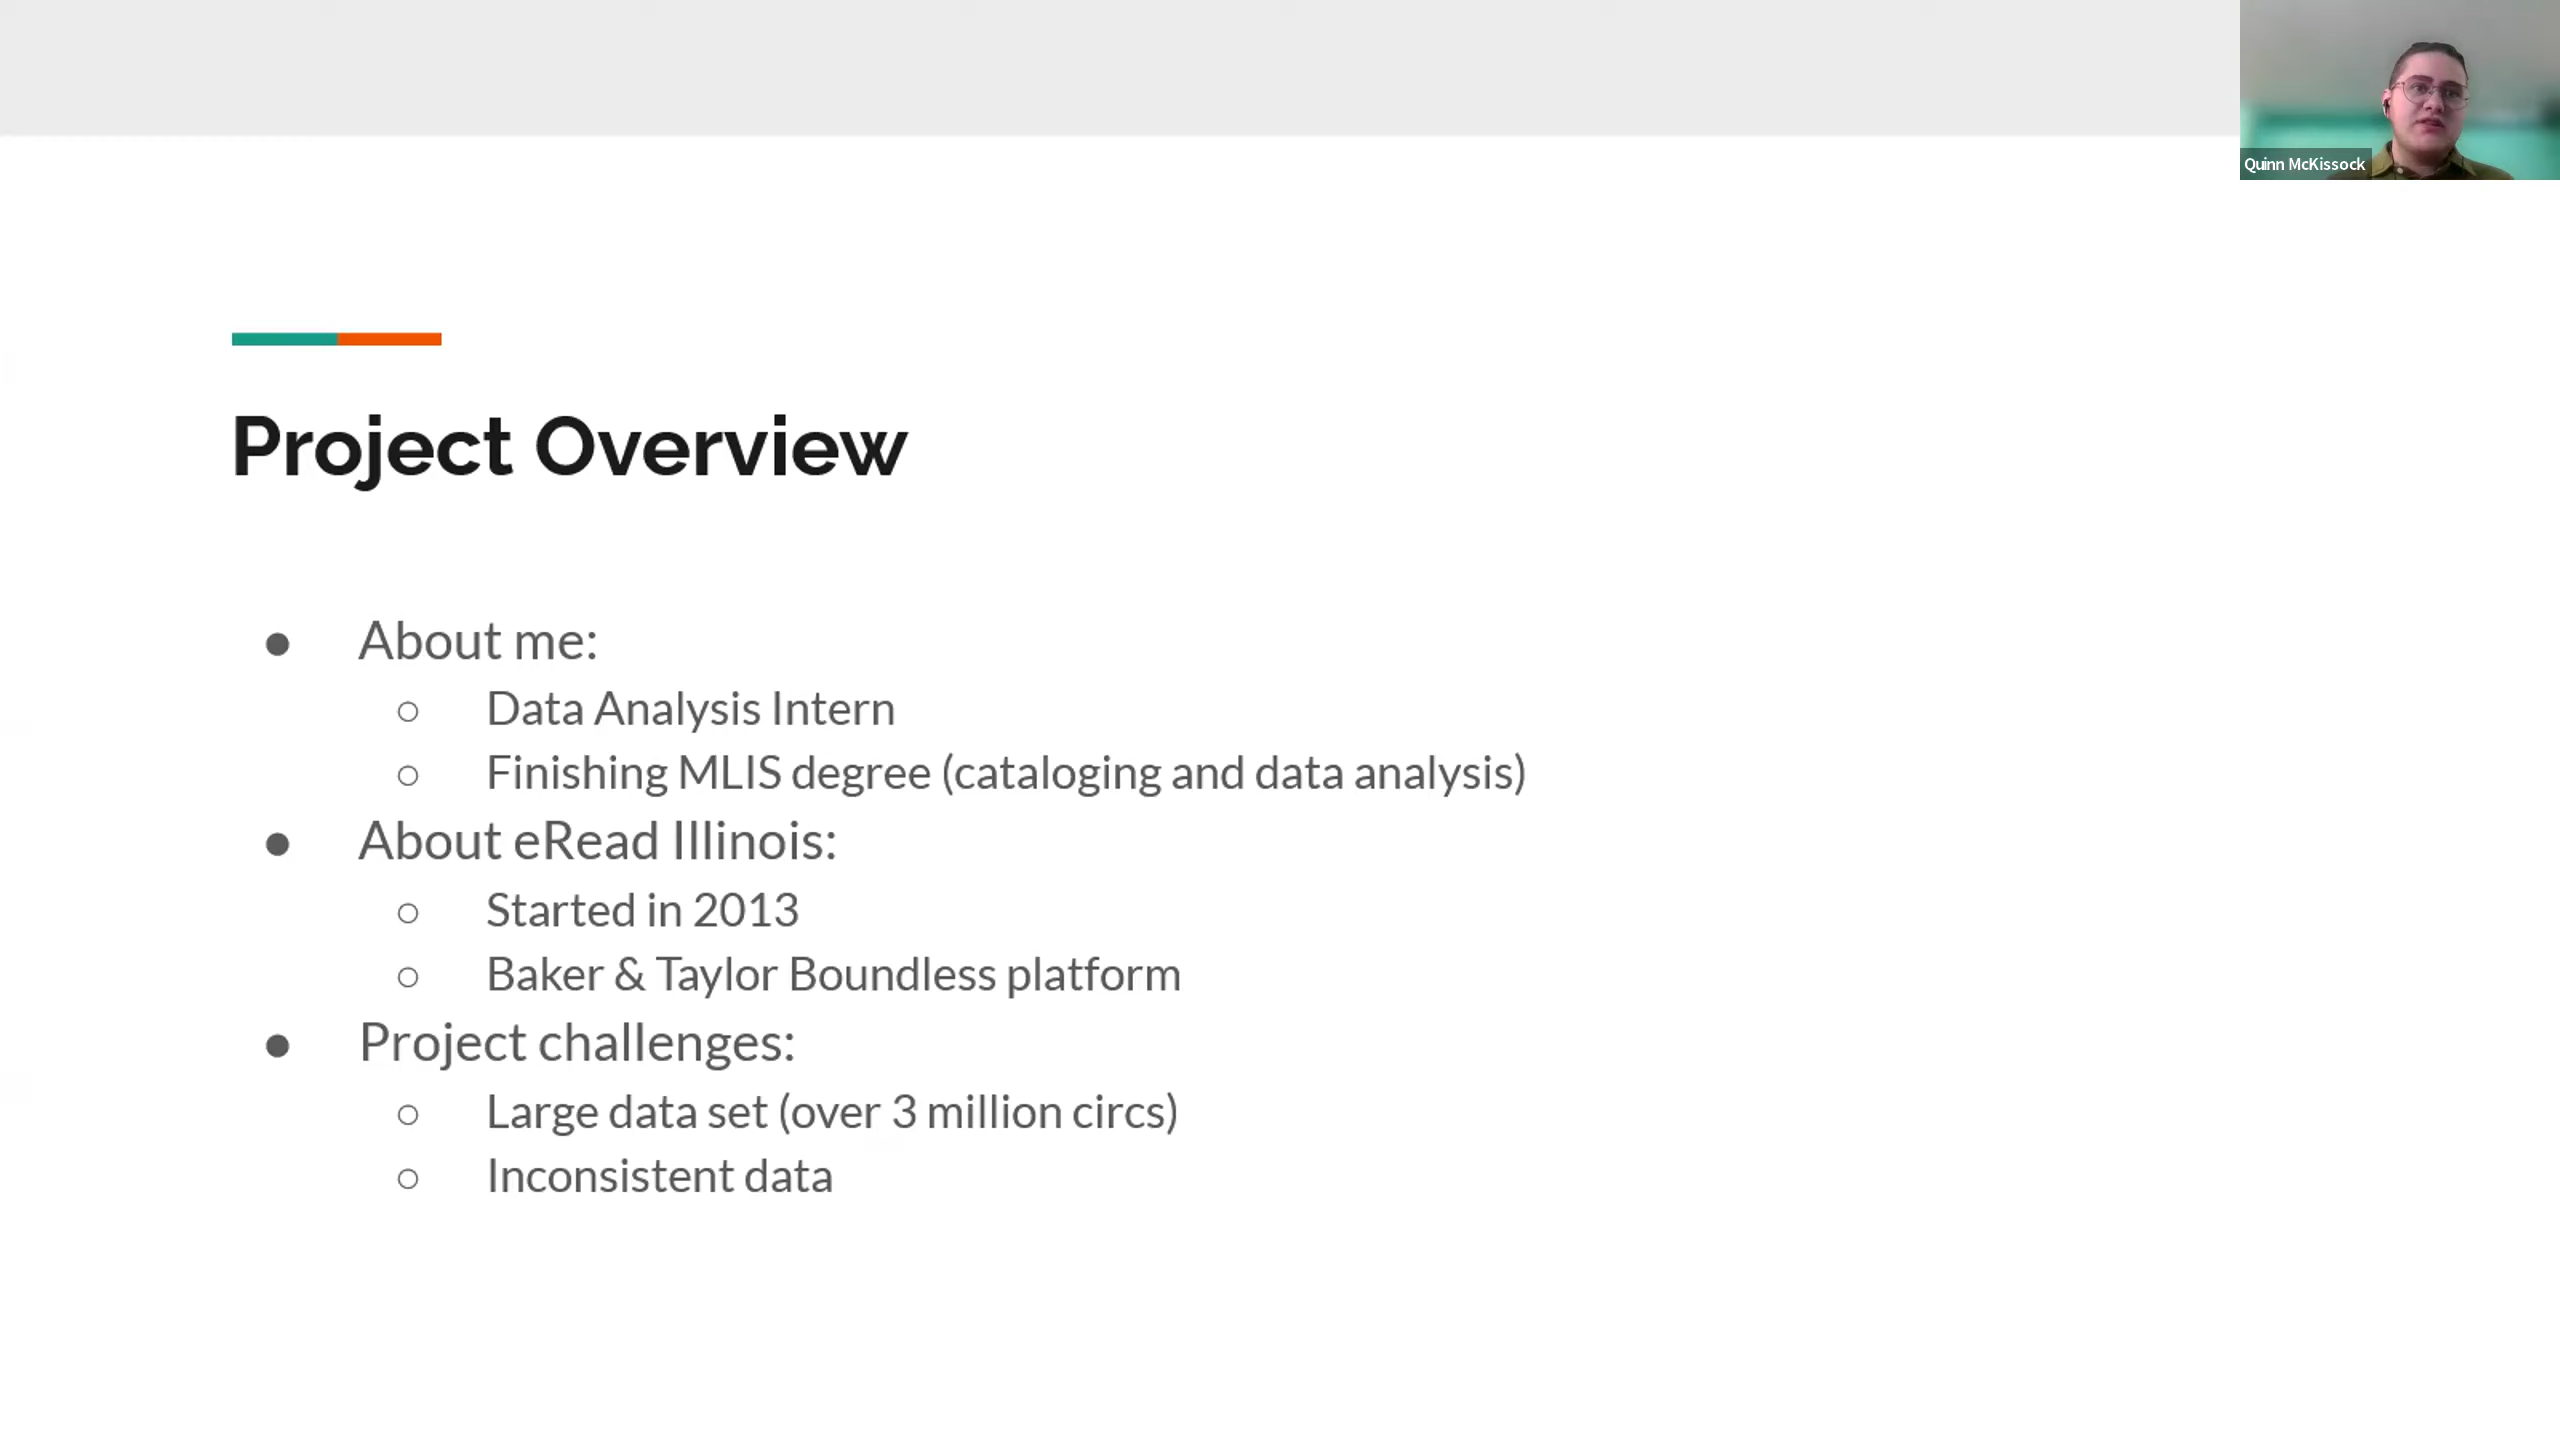 Quinn McKissock
Project Overview
● About me:
○ Data Analysis Intern
○ Finishing MLIS degree (cataloging and data analysis)
● About eRead Illinois:
○ Started in 2013
○ Baker & Taylor Boundless platform
● Project challenges:
○ Large data set (over 3 million circs)
○ Inconsistent data